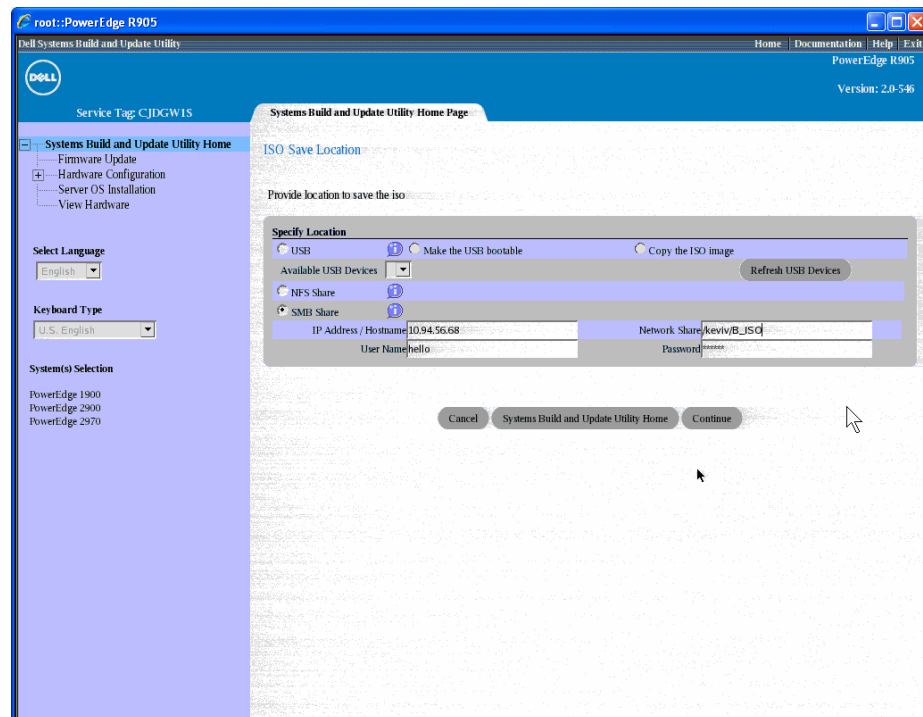 root::PowerEdge R905
Dell Systems Build and Update Utility
Home Documentation Help Exit
DELL
PowerEdge R905
Version: 2.0-546
Service Tag: CJDGW1S
Systems Build and Update Utility Home Page
Systems Build and Update Utility Home
Firmware Update
Hardware Configuration
Server OS Installation
View Hardware
Select Language
English
Keyboard Type
U.S. English
System(s) Selection
PowerEdge 1900
PowerEdge 2900
PowerEdge 2970
ISO Save Location
Provide location to save the iso
Specify Location
USB Make the USB bootable Copy the ISO image
Available USB Devices Refresh USB Devices
NFS Share
SMB Share
IP Address / Hostname 10.94.56.68 Network Share /keviv/B_ISO
User Name hello Password ******
Cancel Systems Build and Update Utility Home Continue